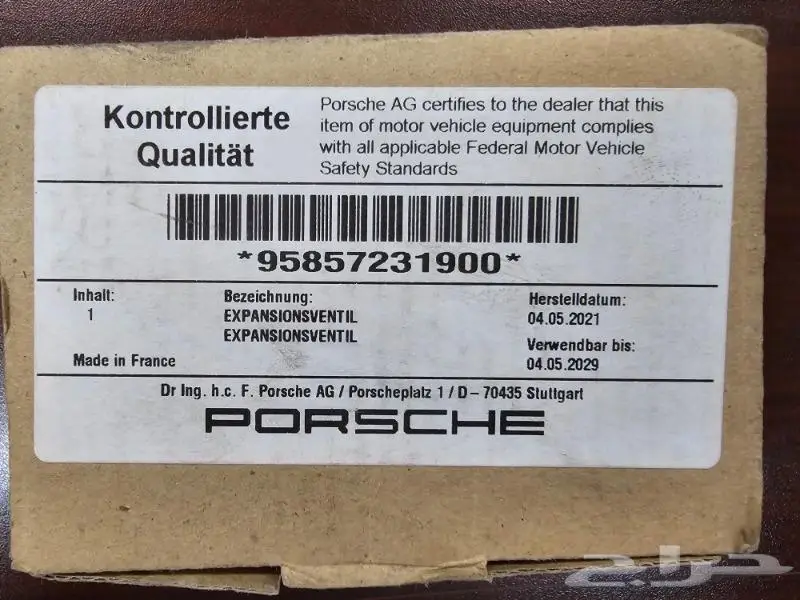 Kontrollierte
Qualität
Porsche AG certifies to the dealer that this
item of motor vehicle equipment complies
with all applicable Federal Motor Vehicle
Safety Standards
*95857231900*
Inhalt:
1
Made in France
Bezeichnung:
EXPANSIONSVENTIL
EXPANSIONSVENTIL
Herstelldatum:
04.05.2021
Verwendbar bis:
04.05.2029
Dr Ing. h.c. F. Porsche AG / Porscheplatz 1 / D – 70435 Stuttgart
PORSCHE
حراج